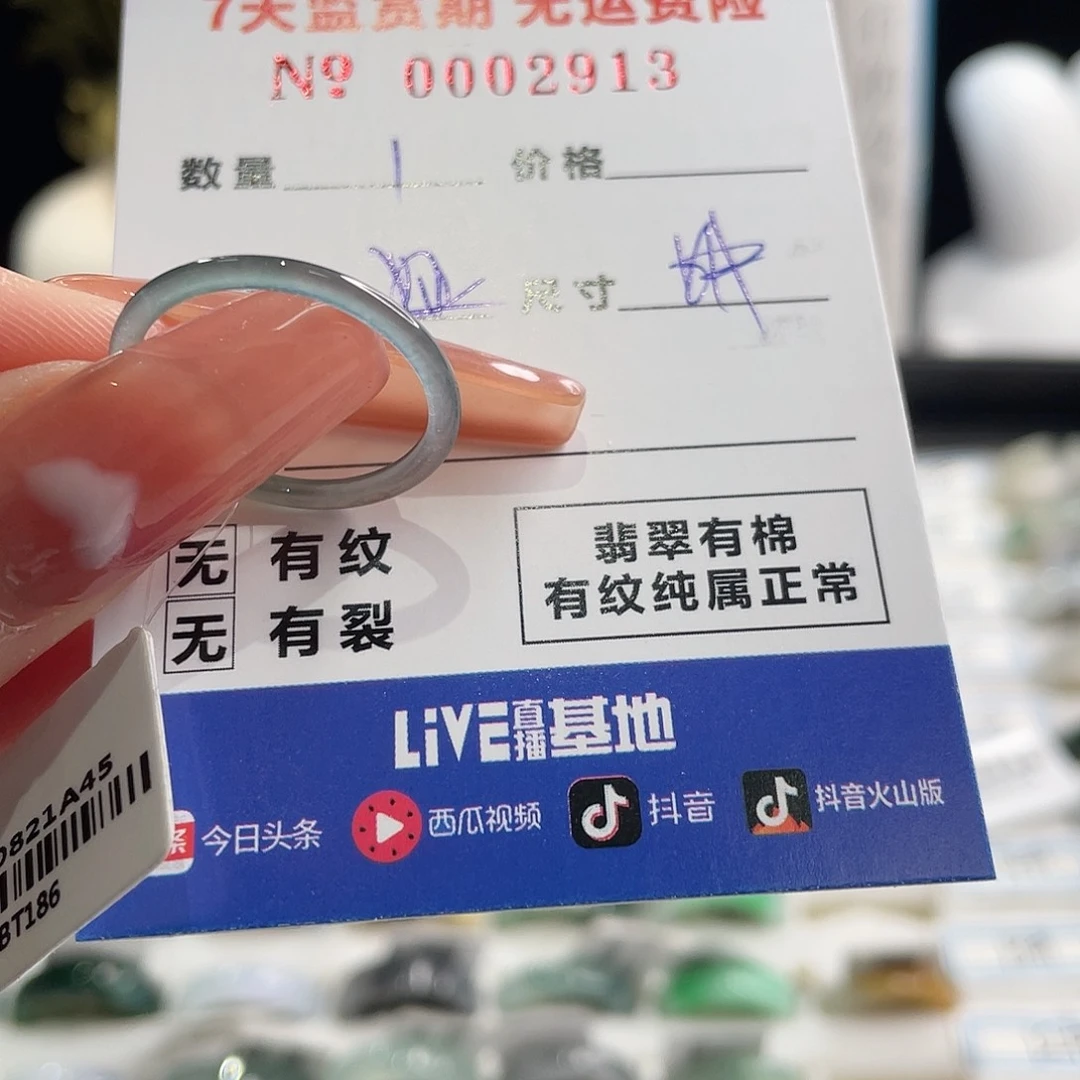 7天鉴赏期 无运费险
№ 0002913
数量 1 价格
尺寸
无 有纹
无 有裂
翡翠有棉
有纹纯属正常
LiVE直播基地
条 今日头条 西瓜视频 抖音 抖音火山版
0821A45
BT186